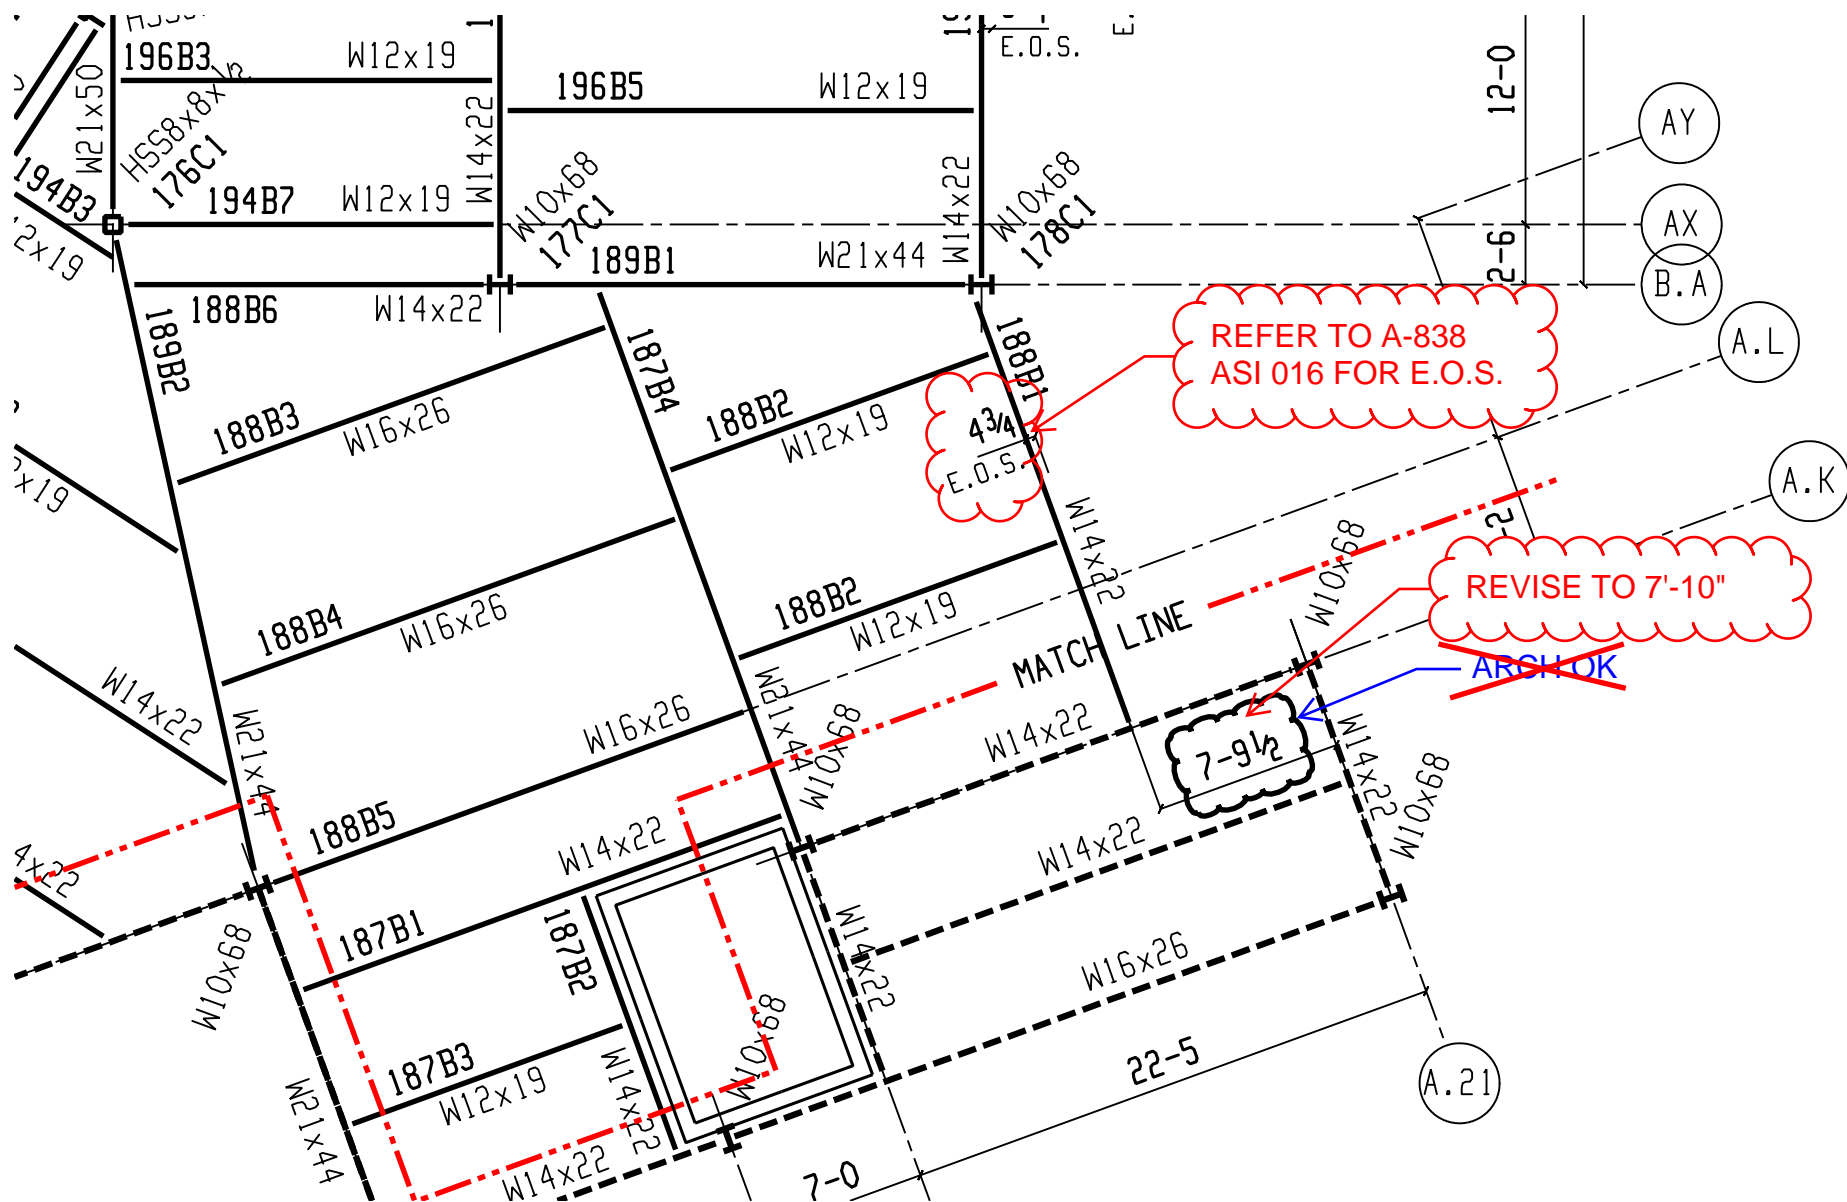 196B3
W12x19
W21x50
HSS8x8x½
176C1
W14x22
196B5
W12x19
E.O.S.
12-0
AY
194B3
194B7
W12x19
W10x68
177C1
W14x22
W10x68
178C1
AX
2-6
12x19
189B1
W21x44
B.A
188B6
W14x22
189B2
187B4
188B1
REFER TO A-838
ASI 016 FOR E.O.S.
A.L
188B3
W16x26
188B2
W12x19
4¾
E.O.S.
A.K
x19
W14x22
-2
W10x68
REVISE TO 7'-10"
ARCH OK
188B4
W16x26
188B2
W12x19
MATCH LINE
W14x22
W21x44
W16x26
W21x44
W10x68
W14x22
7-9½
W14x22
W10x68
188B5
W14x22
W14x22
4x22
W10x68
187B1
187B2
W14x22
W16x26
W10x68
187B3
W12x19
W14x22
W21x44
22-5
A.21
W14x22
7-0